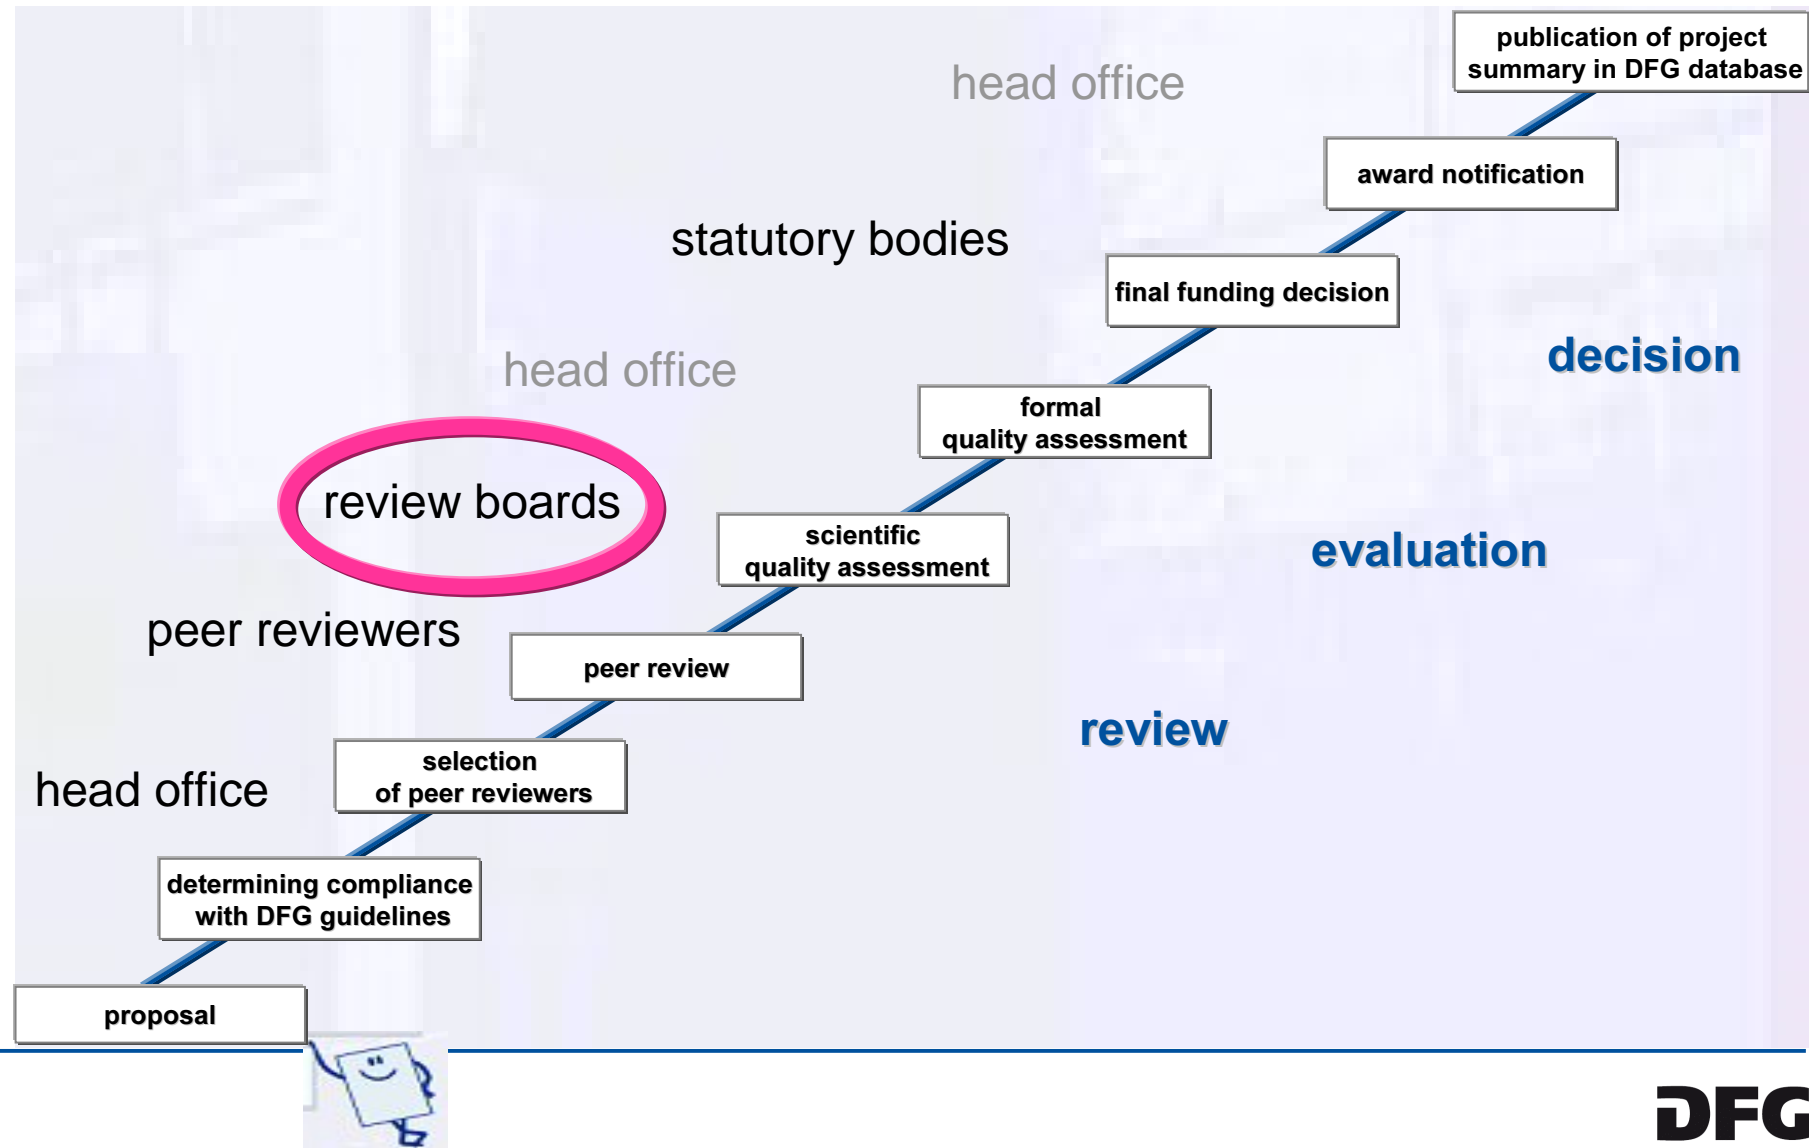 publication of project
summary in DFG database
head office
award notification
statutory bodies
final funding decision
decision
head office
formal
quality assessment
review boards
scientific
quality assessment
evaluation
peer reviewers
peer review
review
selection
of peer reviewers
head office
determining compliance
with DFG guidelines
proposal
DFG